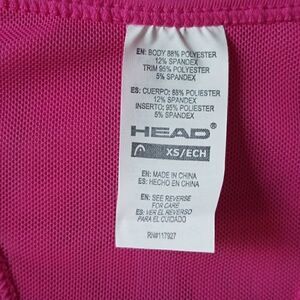 EN: BODY 88% POLYESTER
12% SPANDEX
TRIM 95% POLYESTER
5% SPANDEX
ES: CUERPO: 88% POLIESTER
12% SPANDEX
INSERTO: 95% POLIESTER
5% SPANDEX
HEAD®
XS/ECH
EN: MADE IN CHINA
ES: HECHO EN CHINA
EN: SEE REVERSE
FOR CARE
ES: VER EL REVERSO
PARA EL CUIDADO
RN#117927